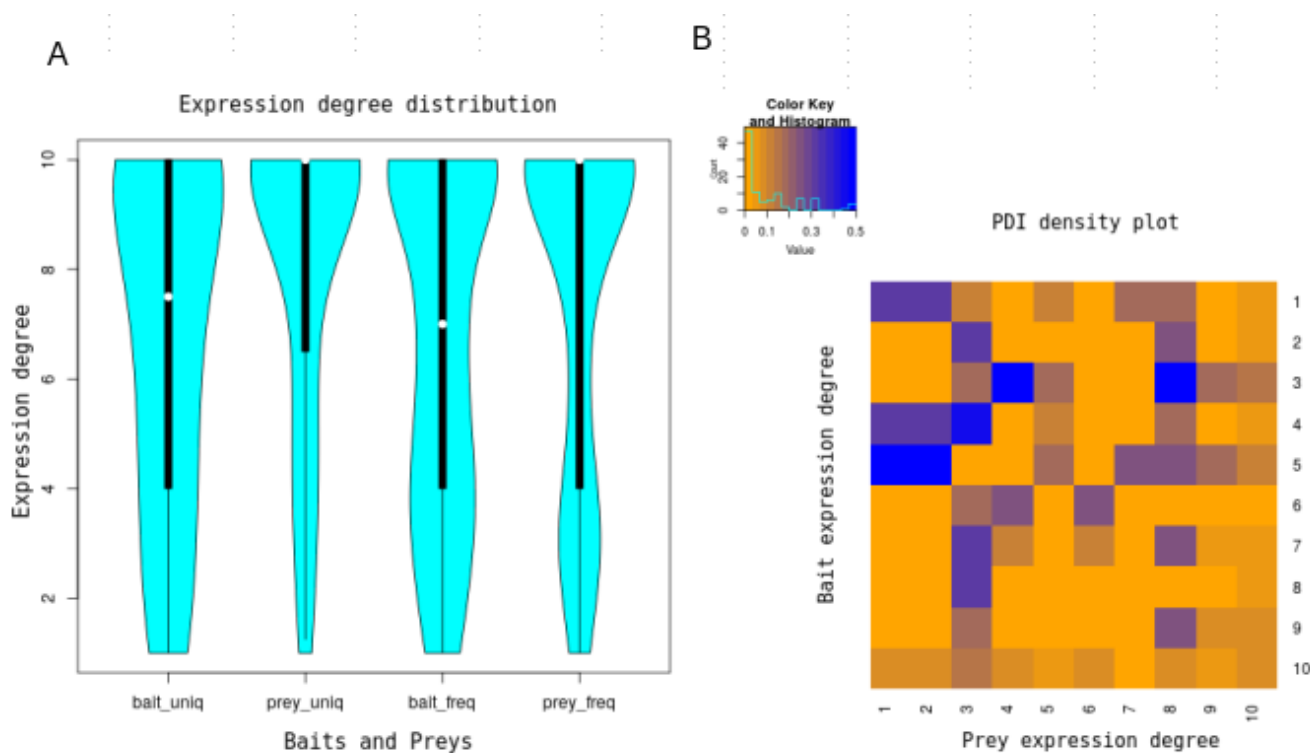 A
Expression degree distribution
10
8
6
4
2
Expression degree
bait_uniq
prey_uniq
bait_freq
prey_freq
Baits and Preys
B
Color Key
and Histogram
40
20
0
Count
0
0.1
0.3
0.5
Value
PDI density plot
Bait expression degree
1
2
3
4
5
6
7
8
9
10
1
2
3
4
5
6
7
8
9
10
Prey expression degree